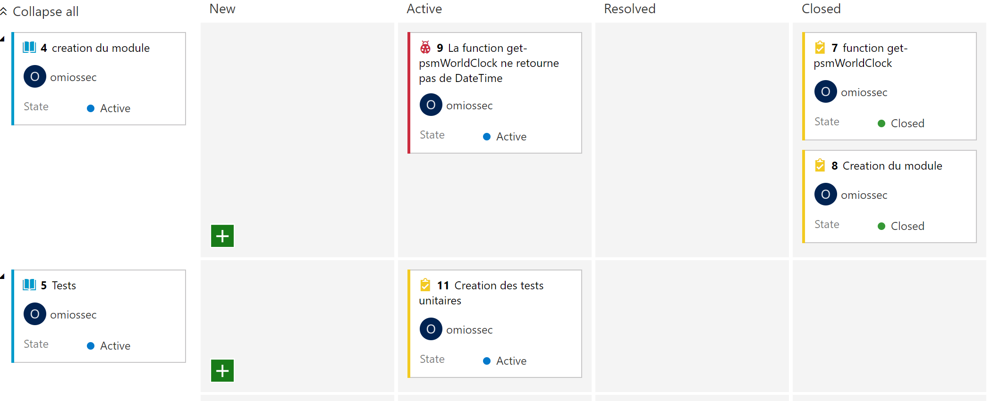 Collapse all
New
Active
Resolved
Closed
4 creation du module
O omiossec
State Active
9 La function get-
psmWorldClock ne retourne
pas de DateTime
O omiossec
State Active
7 function get-
psmWorldClock
O omiossec
State Closed
8 Creation du module
O omiossec
State Closed
5 Tests
O omiossec
State Active
11 Creation des tests
unitaires
O omiossec
State Active